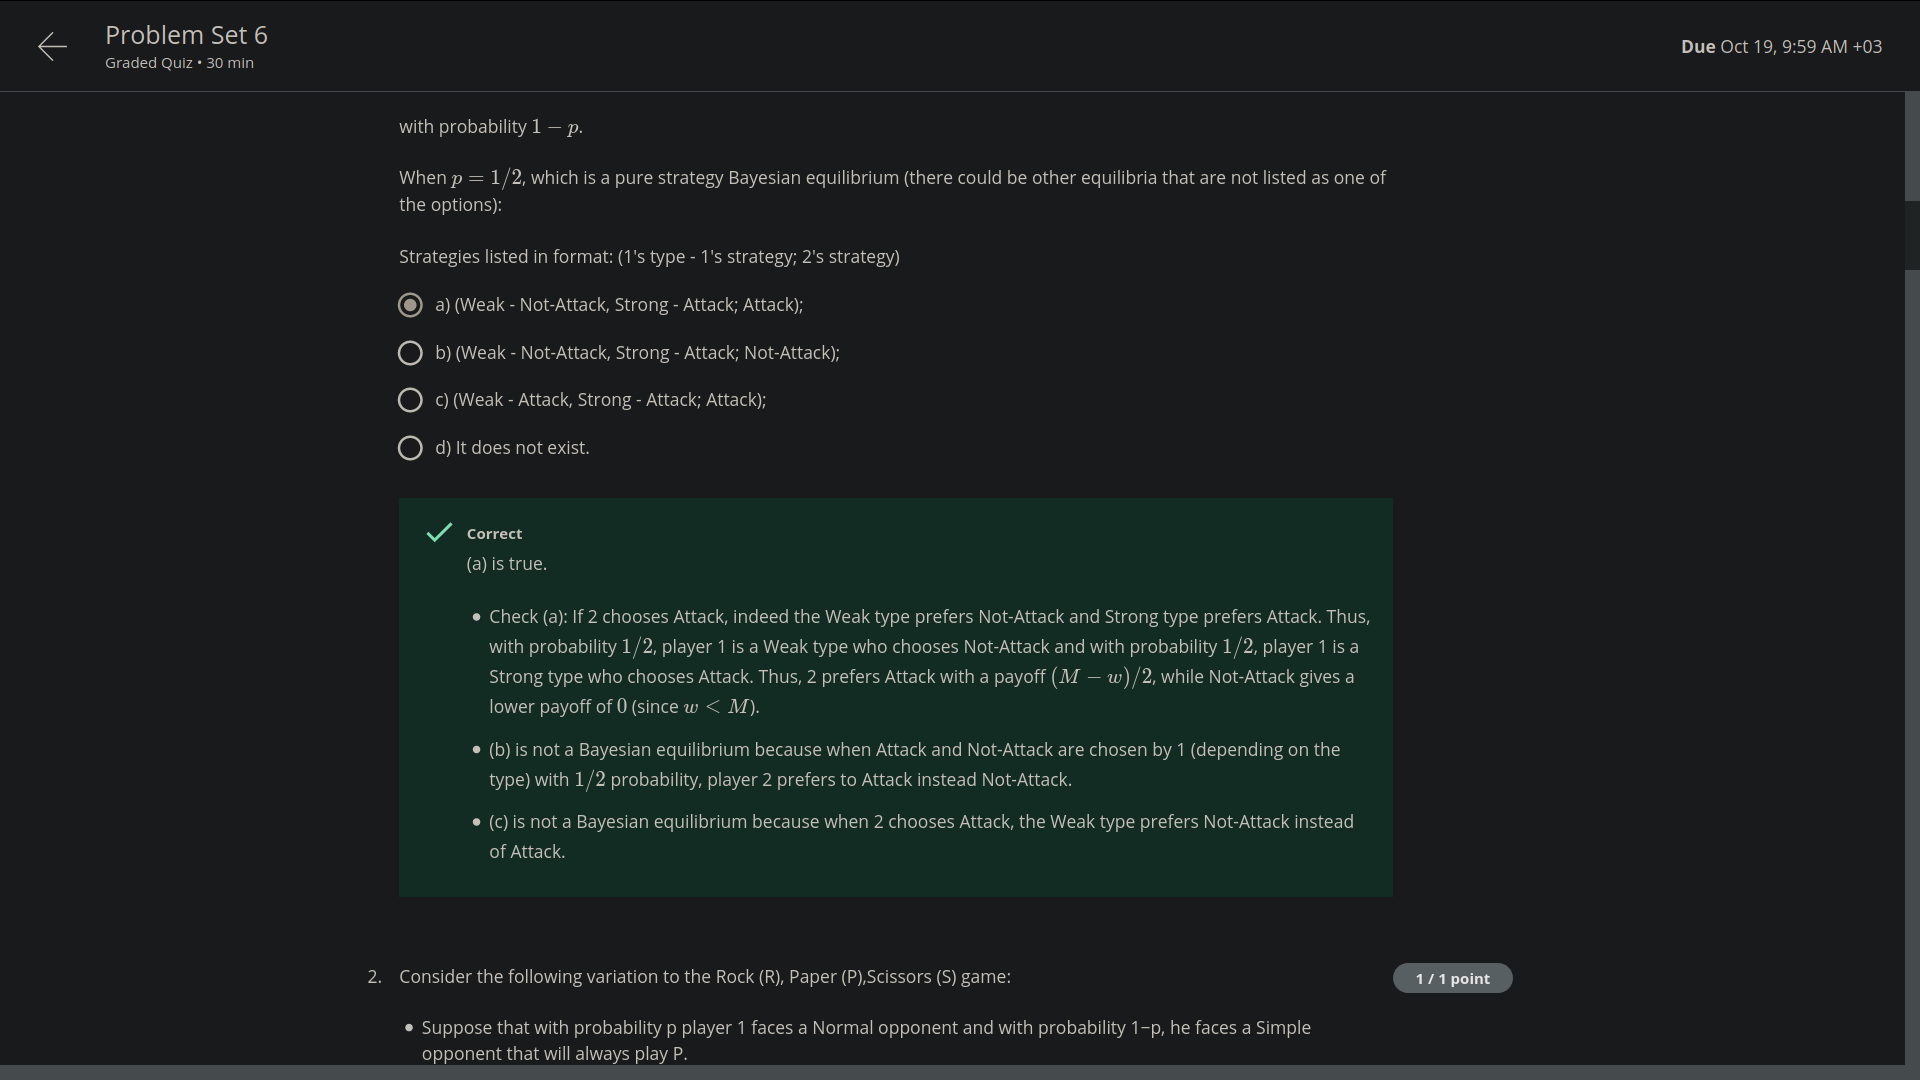 Problem Set 6
Graded Quiz • 30 min
Due Oct 19, 9:59 AM +03
with probability 1 − p.
When p = 1/2, which is a pure strategy Bayesian equilibrium (there could be other equilibria that are not listed as one of
the options):
Strategies listed in format: (1's type - 1's strategy; 2's strategy)
a) (Weak - Not-Attack, Strong - Attack; Attack);
b) (Weak - Not-Attack, Strong - Attack; Not-Attack);
c) (Weak - Attack, Strong - Attack; Attack);
d) It does not exist.
Correct
(a) is true.
• Check (a): If 2 chooses Attack, indeed the Weak type prefers Not-Attack and Strong type prefers Attack. Thus,
with probability 1/2, player 1 is a Weak type who chooses Not-Attack and with probability 1/2, player 1 is a
Strong type who chooses Attack. Thus, 2 prefers Attack with a payoff (M − w)/2, while Not-Attack gives a
lower payoff of 0 (since w < M).
• (b) is not a Bayesian equilibrium because when Attack and Not-Attack are chosen by 1 (depending on the
type) with 1/2 probability, player 2 prefers to Attack instead Not-Attack.
• (c) is not a Bayesian equilibrium because when 2 chooses Attack, the Weak type prefers Not-Attack instead
of Attack.
2. Consider the following variation to the Rock (R), Paper (P),Scissors (S) game:
1 / 1 point
• Suppose that with probability p player 1 faces a Normal opponent and with probability 1−p, he faces a Simple
opponent that will always play P.